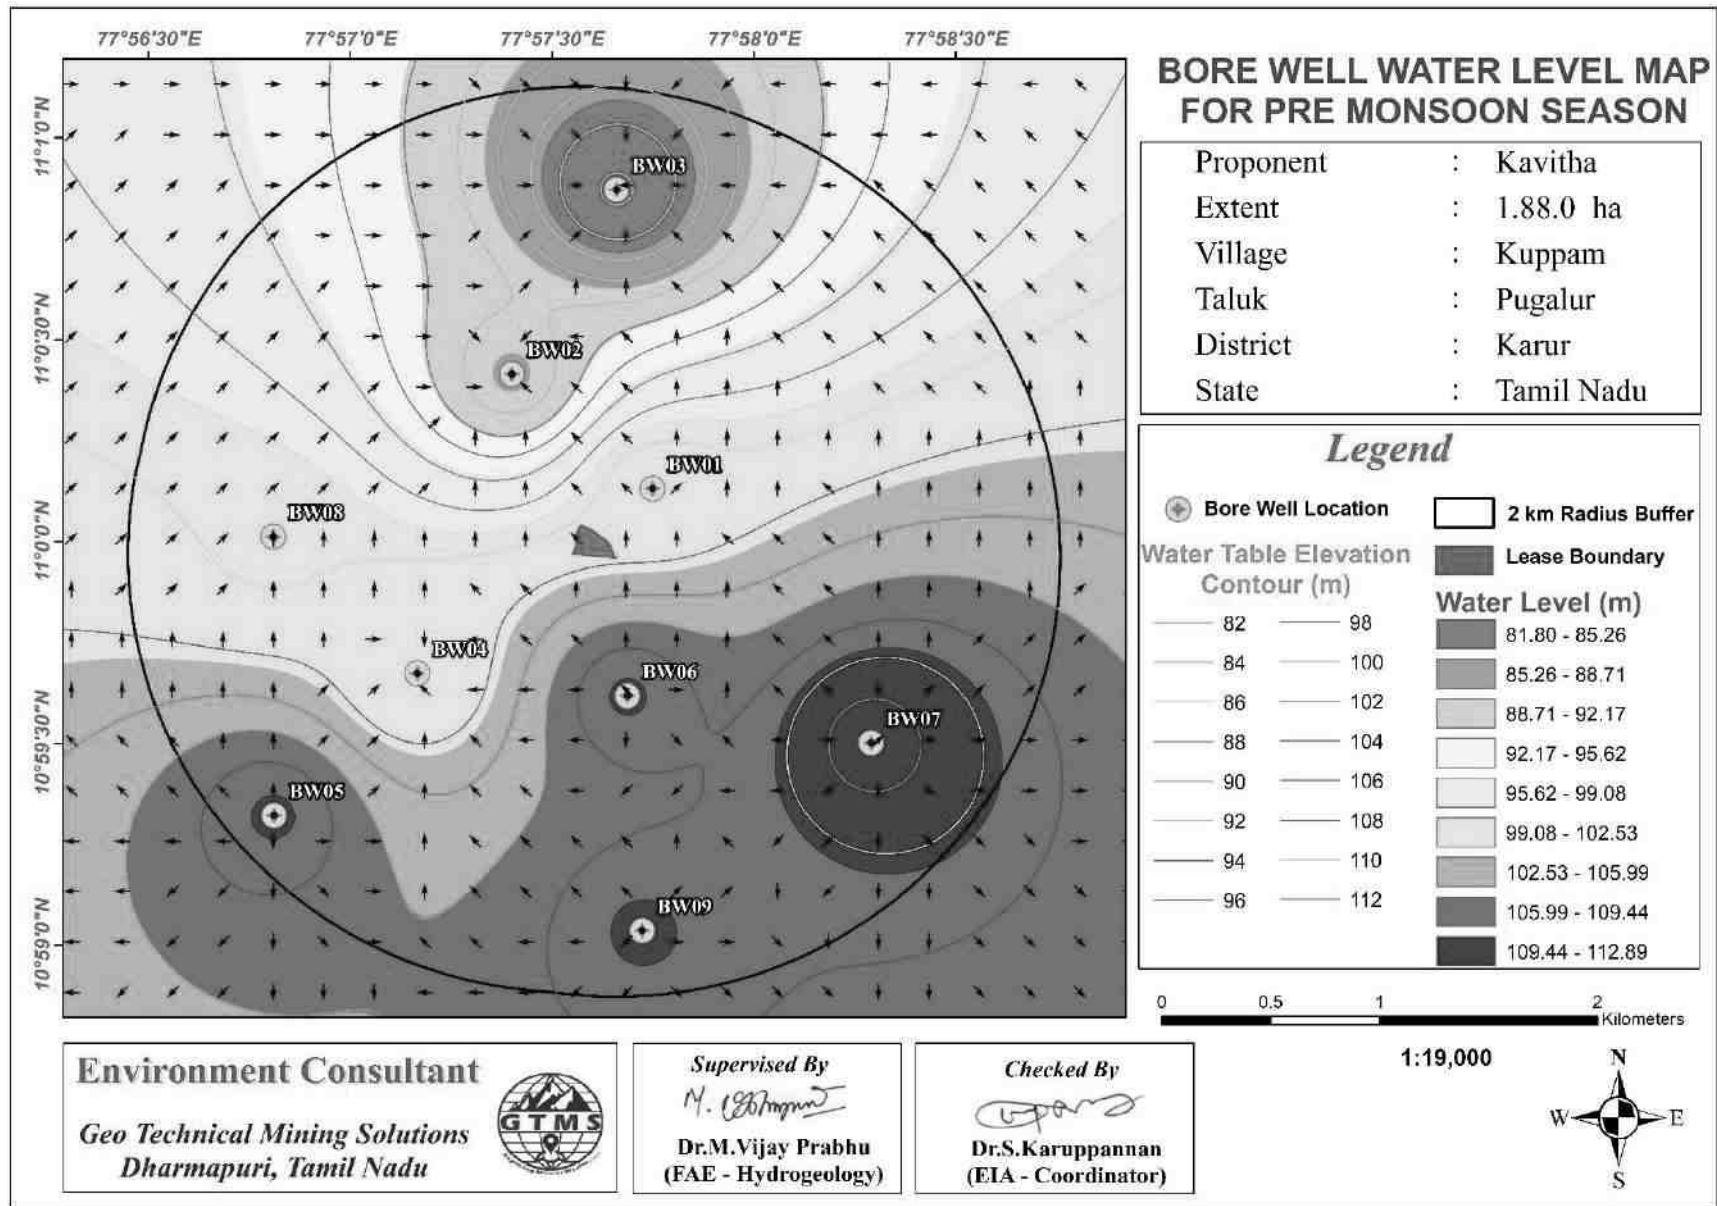 77°56'30"E 77°57'0"E 77°57'30"E 77°58'0"E 77°58'30"E
11°1'0"N
11°0'30"N
11°0'0"N
10°59'30"N
10°59'0"N
BW03
BW02
BW01
BW08
BW04
BW06
BW07
BW05
BW09
BORE WELL WATER LEVEL MAP
FOR PRE MONSOON SEASON
Proponent : Kavitha
Extent : 1.88.0 ha
Village : Kuppam
Taluk : Pugalur
District : Karur
State : Tamil Nadu
Legend
Bore Well Location
2 km Radius Buffer
Lease Boundary
Water Table Elevation
Contour (m)
82 98
84 100
86 102
88 104
90 106
92 108
94 110
96 112
Water Level (m)
81.80 - 85.26
85.26 - 88.71
88.71 - 92.17
92.17 - 95.62
95.62 - 99.08
99.08 - 102.53
102.53 - 105.99
105.99 - 109.44
109.44 - 112.89
0 0.5 1 2
Kilometers
1:19,000
N
W E
S
Environment Consultant
Geo Technical Mining Solutions
Dharmapuri, Tamil Nadu
GTMS
Supervised By
Dr.M.Vijay Prabhu
(FAE - Hydrogeology)
Checked By
Dr.S.Karuppannan
(EIA - Coordinator)